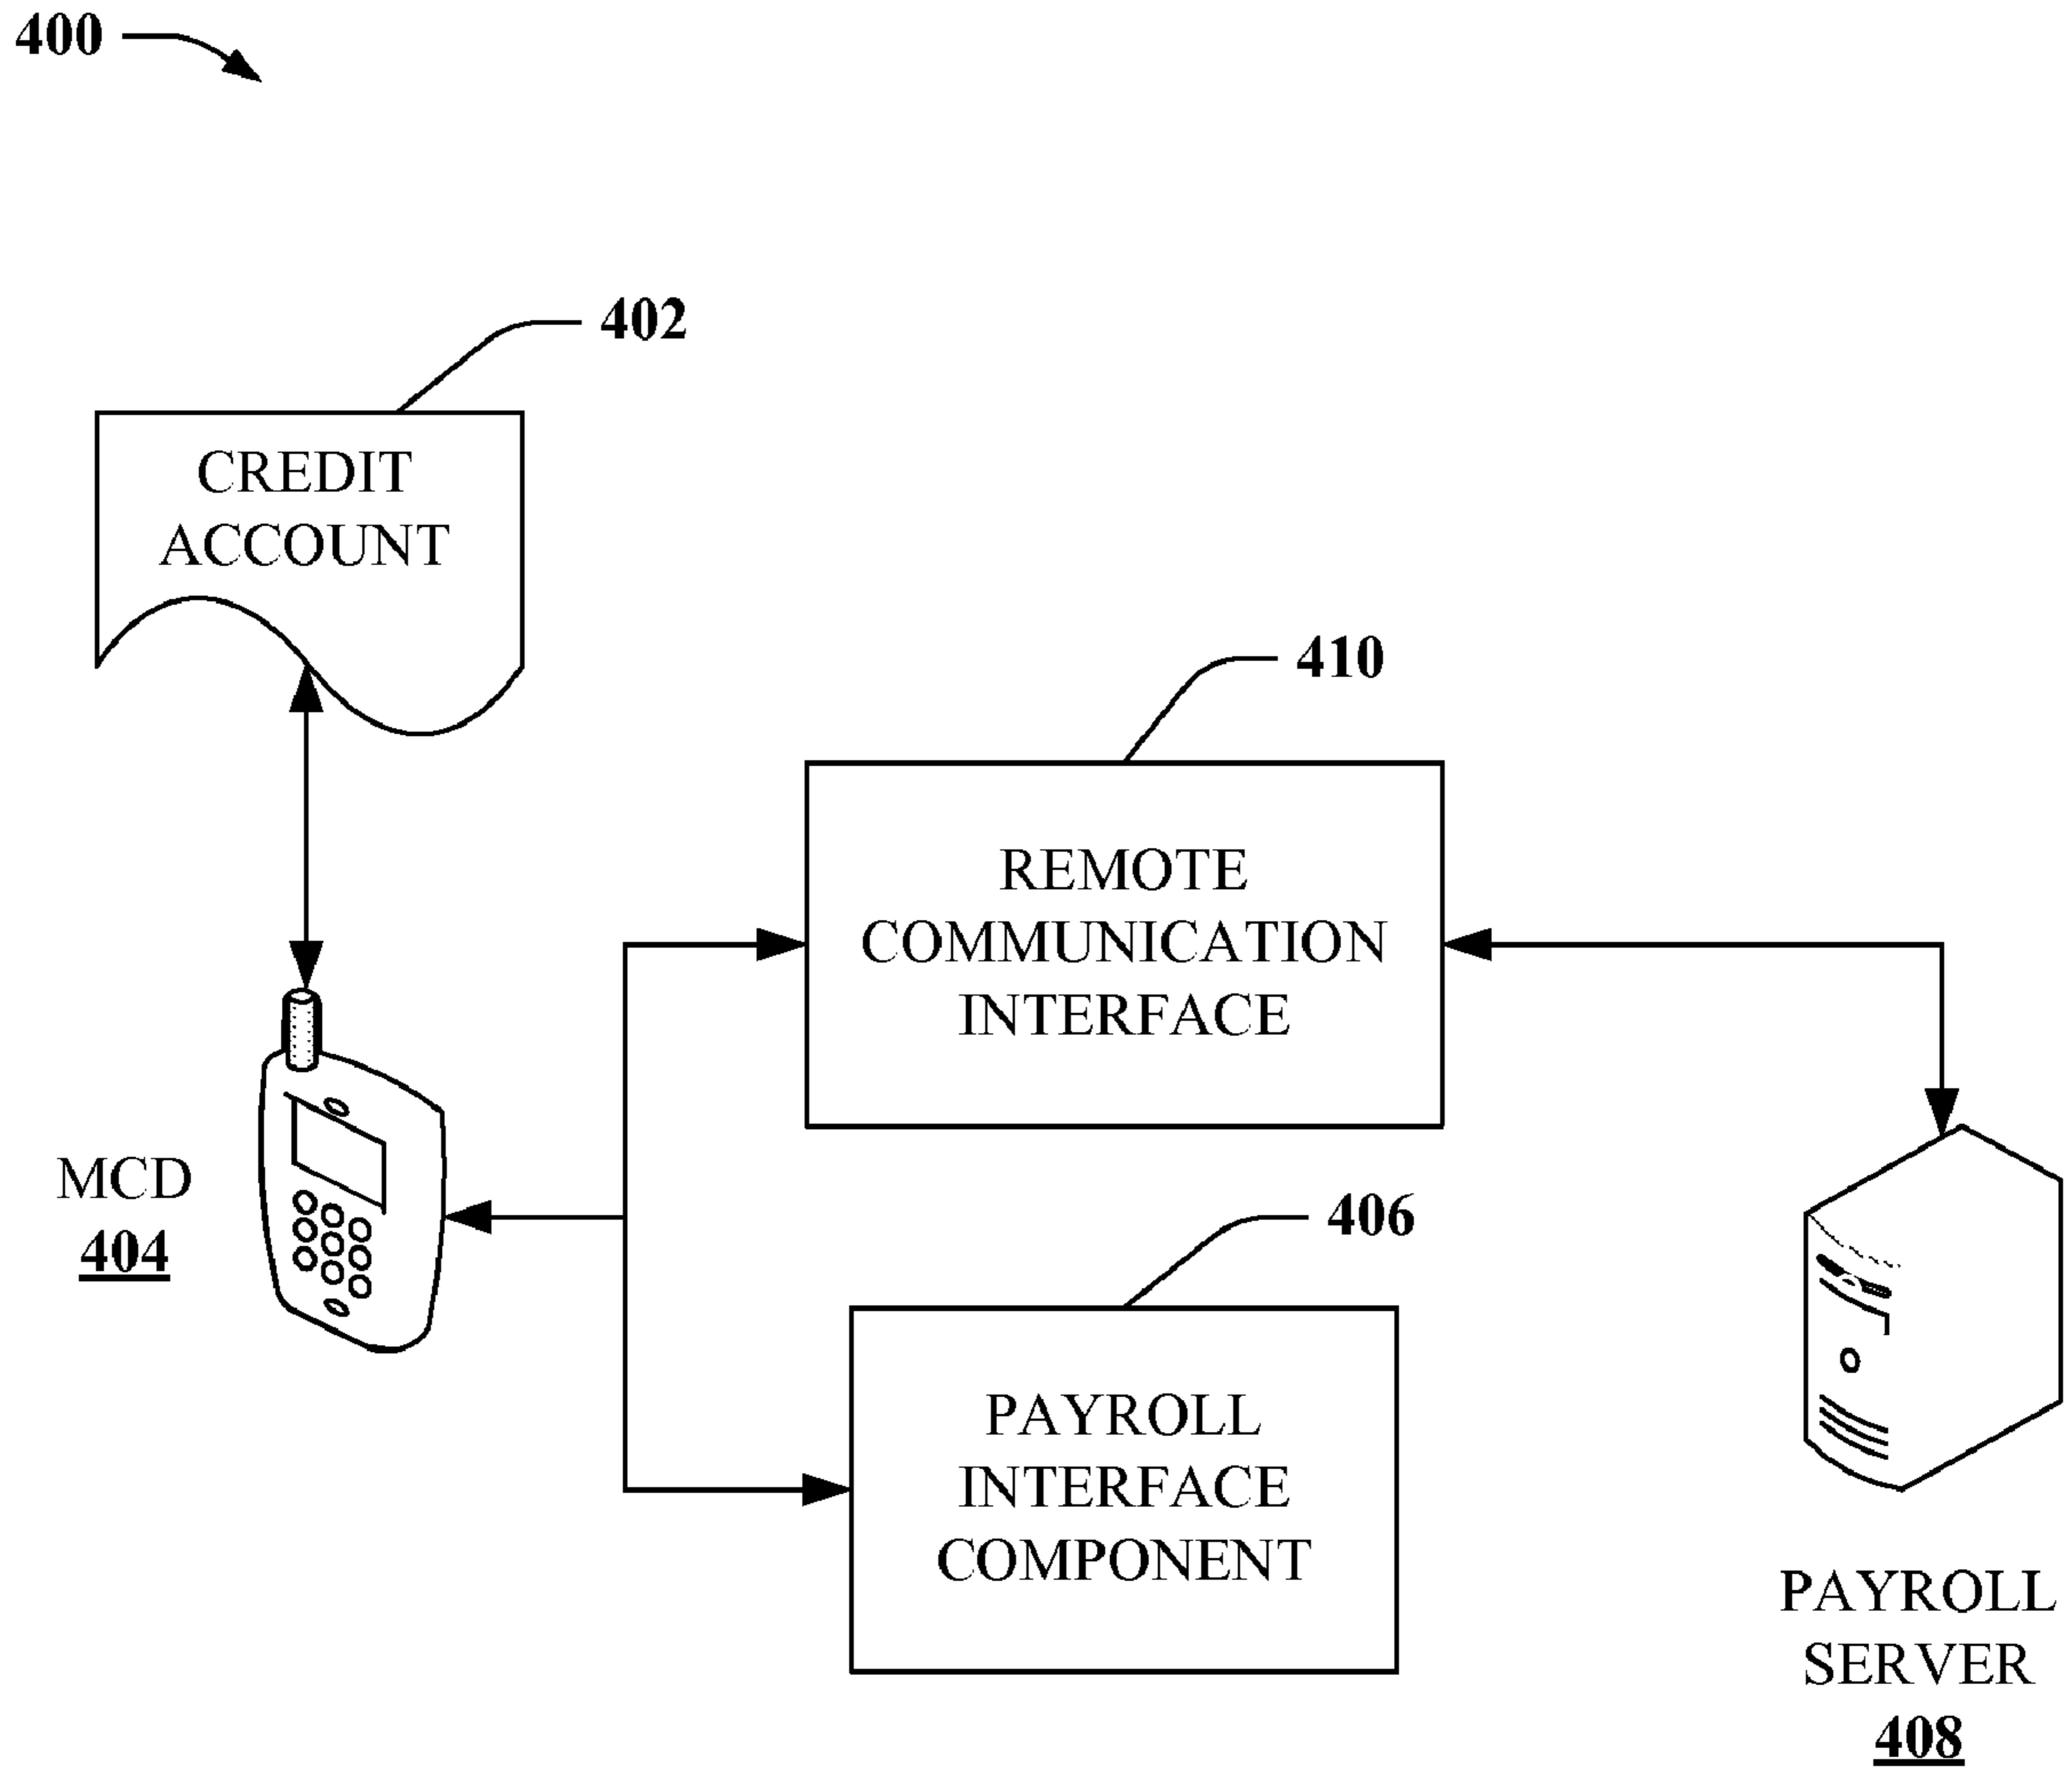 400
402
CREDIT
ACCOUNT
410
REMOTE
COMMUNICATION
INTERFACE
MCD
404
406
PAYROLL
INTERFACE
COMPONENT
PAYROLL
SERVER
408